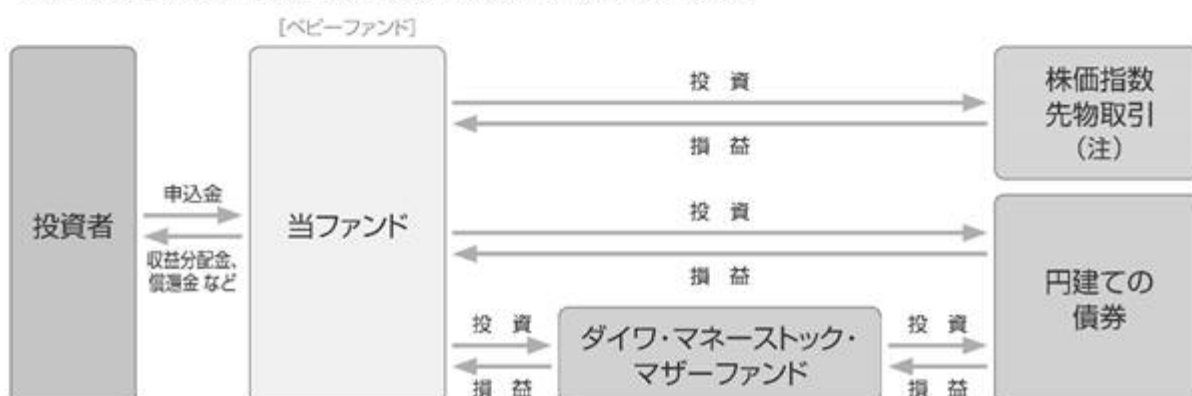 [ベビーファンド]
投資者
申込金
収益分配金、
償還金 など
当ファンド
投 資
損 益
株価指数
先物取引
(注)
投 資
損 益
円建ての
債券
投 資
損 益
ダイワ・マネーストック・
マザーファンド
投 資
損 益